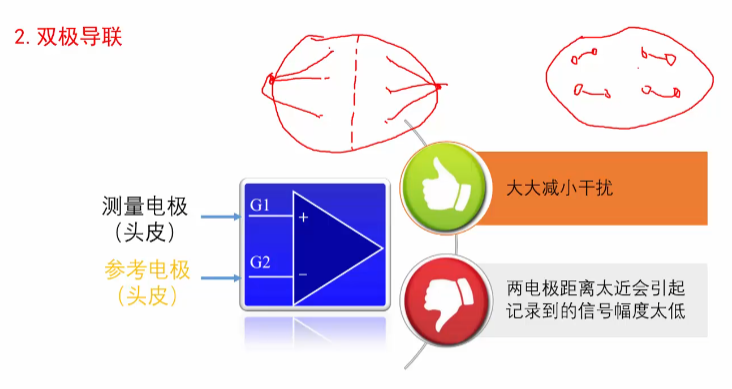 2. 双极导联
测量电极
（头皮）
参考电极
（头皮）
G1
+
G2
−
大大减小干扰
两电极距离太近会引起
记录到的信号幅度太低